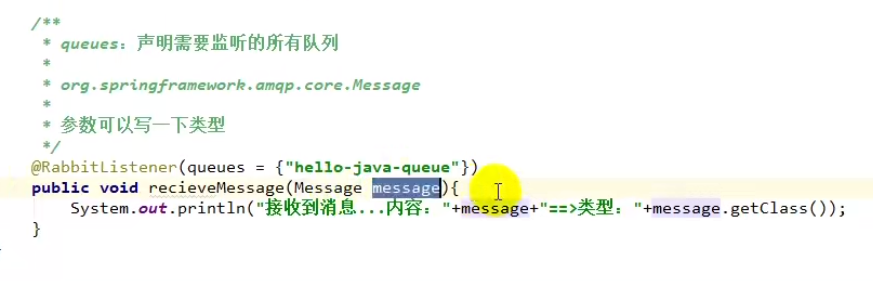 /**
 * queues：声明需要监听的所有队列
 *
 * org.springframework.amqp.core.Message
 *
 * 参数可以写一下类型
 */
@RabbitListener(queues = {"hello-java-queue"})
public void recieveMessage(Message message){
    System.out.println("接收到消息...内容："+message+"==>类型："+message.getClass());
}